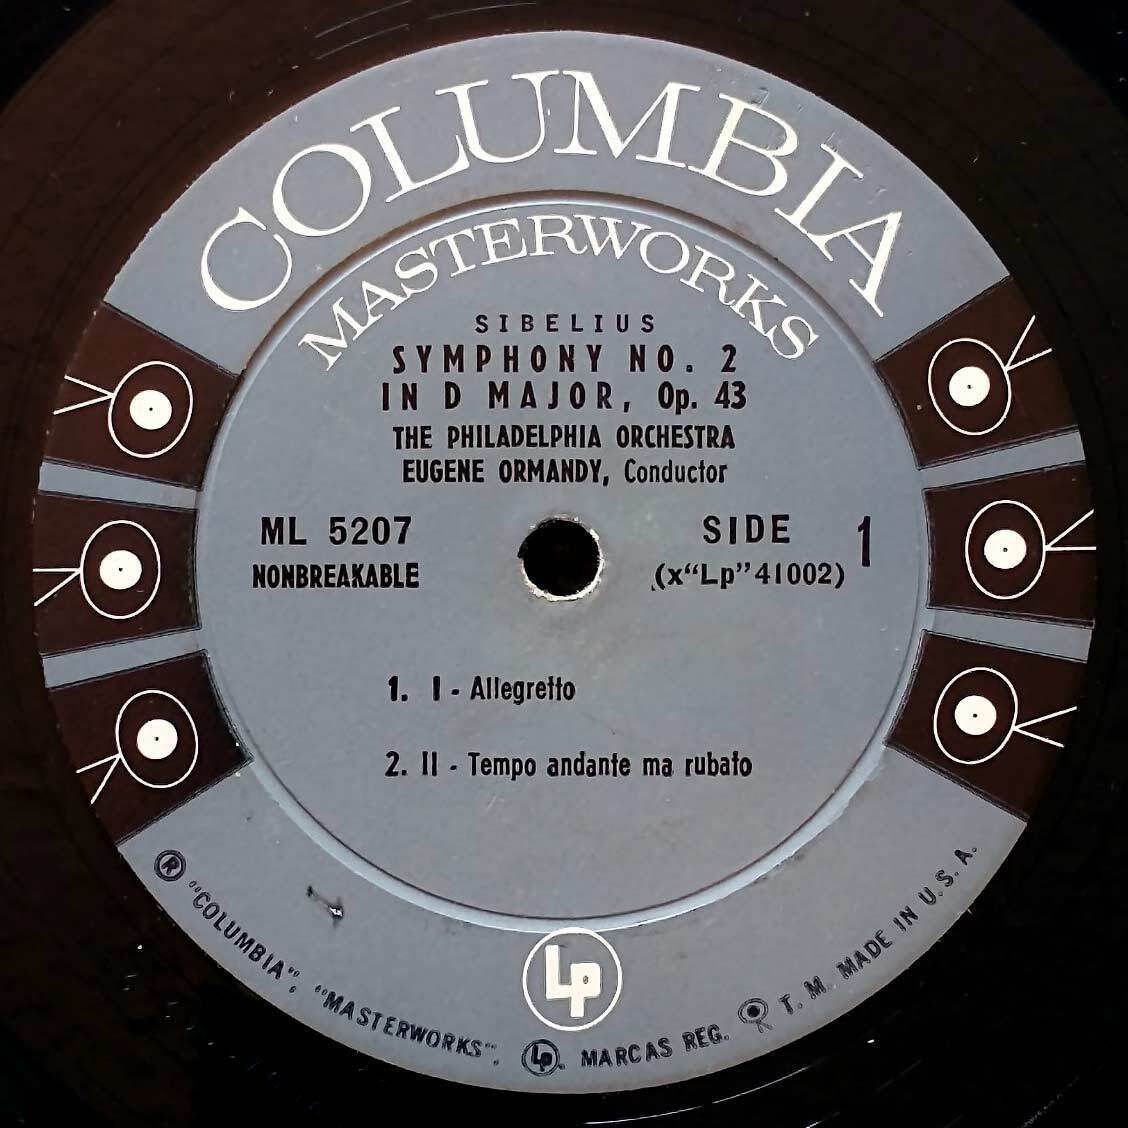 COLUMBIA
MASTERWORKS
SIBELIUS
SYMPHONY NO. 2
IN D MAJOR, Op. 43
THE PHILADELPHIA ORCHESTRA
EUGENE ORMANDY, Conductor
ML 5207
NONBREAKABLE
SIDE 1
(x“Lp”41002)
1. I - Allegretto
2. II - Tempo andante ma rubato
Lp
® “COLUMBIA”, “MASTERWORKS”, Lp. MARCAS REG. T. M. MADE IN U. S. A.